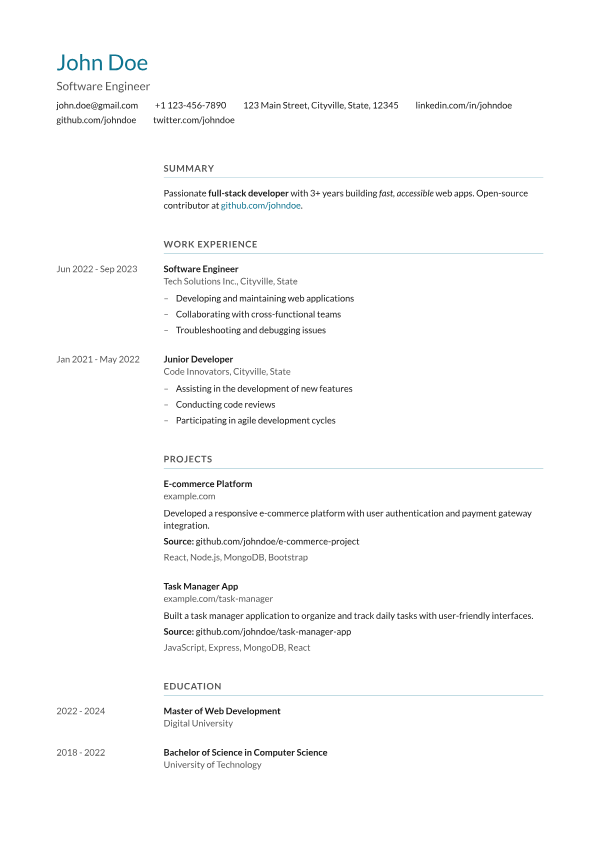 John Doe
Software Engineer
john.doe@gmail.com +1 123-456-7890 123 Main Street, Cityville, State, 12345 linkedin.com/in/johndoe
github.com/johndoe twitter.com/johndoe
SUMMARY
Passionate full-stack developer with 3+ years building fast, accessible web apps. Open-source
contributor at github.com/johndoe.
WORK EXPERIENCE
Jun 2022 - Sep 2023 Software Engineer
Tech Solutions Inc., Cityville, State
– Developing and maintaining web applications
– Collaborating with cross-functional teams
– Troubleshooting and debugging issues
Jan 2021 - May 2022 Junior Developer
Code Innovators, Cityville, State
– Assisting in the development of new features
– Conducting code reviews
– Participating in agile development cycles
PROJECTS
E-commerce Platform
example.com
Developed a responsive e-commerce platform with user authentication and payment gateway
integration.
Source: github.com/johndoe/e-commerce-project
React, Node.js, MongoDB, Bootstrap
Task Manager App
example.com/task-manager
Built a task manager application to organize and track daily tasks with user-friendly interfaces.
Source: github.com/johndoe/task-manager-app
JavaScript, Express, MongoDB, React
EDUCATION
2022 - 2024 Master of Web Development
Digital University
2018 - 2022 Bachelor of Science in Computer Science
University of Technology